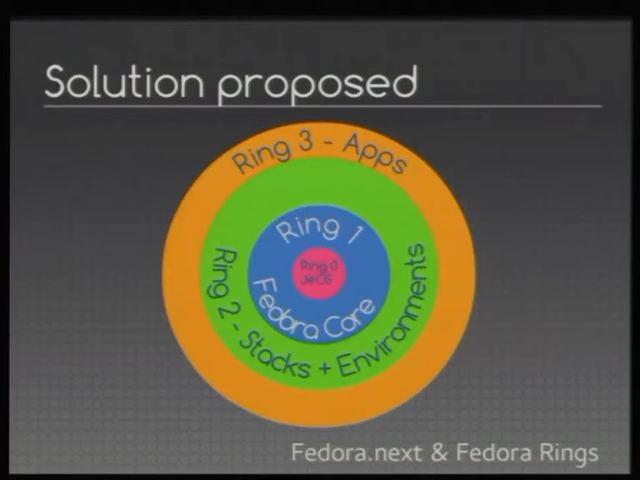 Solution proposed
Ring 3 - Apps
Ring 1
Ring 0
JeOS
Fedora Core
Ring 2 - Stacks + Environments
Fedora.next & Fedora Rings